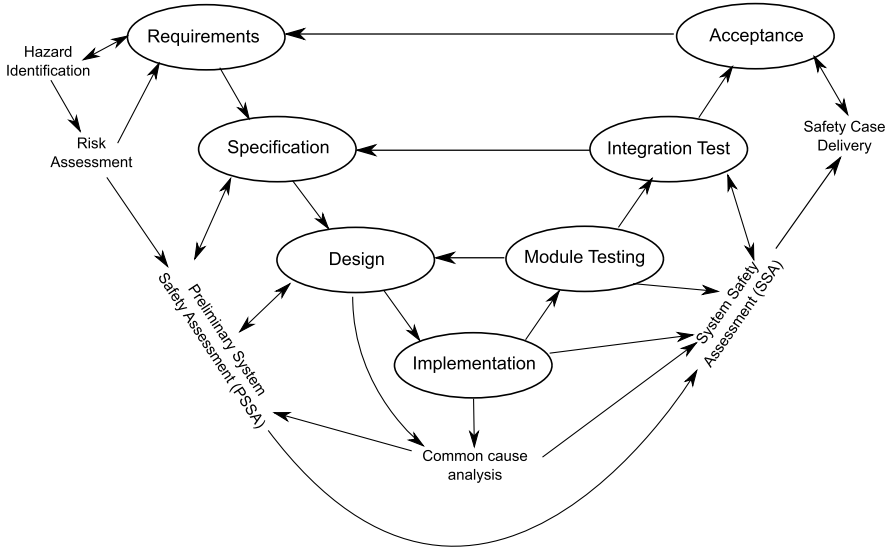 Requirements
Acceptance
Hazard
Identification
Risk
Assessment
Specification
Integration Test
Safety Case
Delivery
Design
Module Testing
Preliminary System
Safety Assessment (PSSA)
System Safety
Assessment (SSA)
Implementation
Common cause
analysis